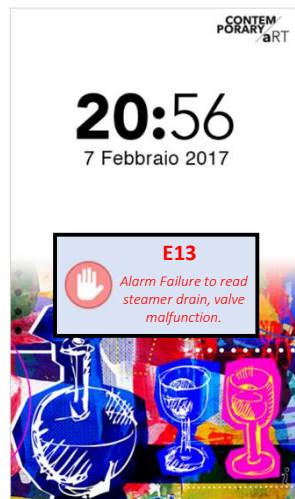 CONTEM
PORARY
aRT
20:56
7 Febbraio 2017
E13
Alarm Failure to read
steamer drain, valve
malfunction.
i